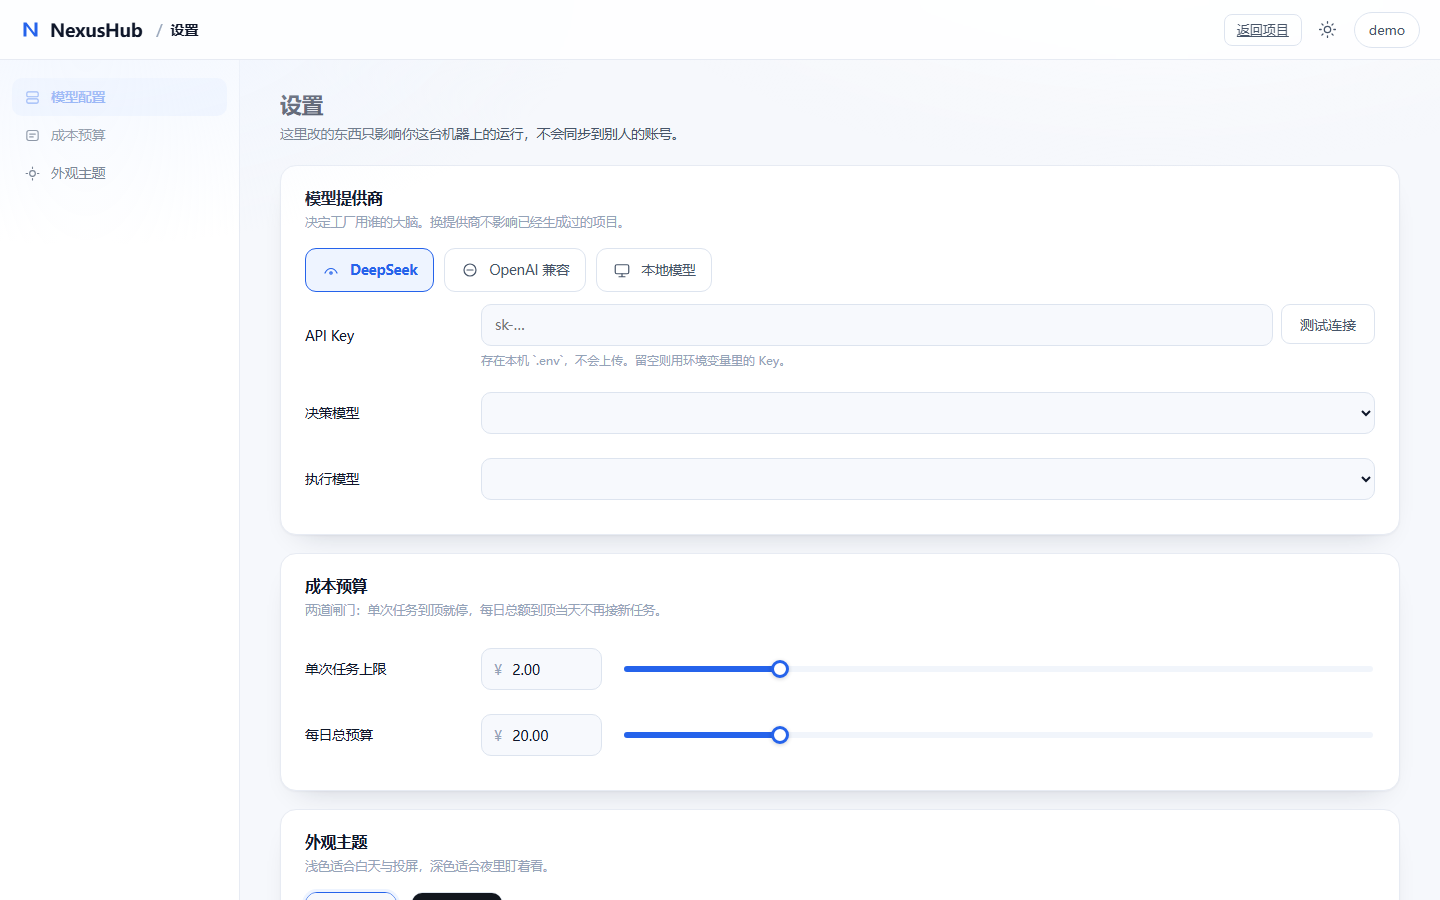 NexusHub / 设置
返回项目
demo
模型配置
成本预算
外观主题
设置
这里改的东西只影响你这台机器上的运行，不会同步到别人的账号。
模型提供商
决定工厂用谁的大脑。换提供商不影响已经生成过的项目。
DeepSeek
OpenAI 兼容
本地模型
API Key
sk-...
测试连接
存在本机 `.env`，不会上传。留空则用环境变量里的 Key。
决策模型
执行模型
成本预算
两道闸门：单次任务到顶就停，每日总额到顶当天不再接新任务。
单次任务上限
¥ 2.00
每日总预算
¥ 20.00
外观主题
浅色适合白天与投屏，深色适合夜里盯着看。